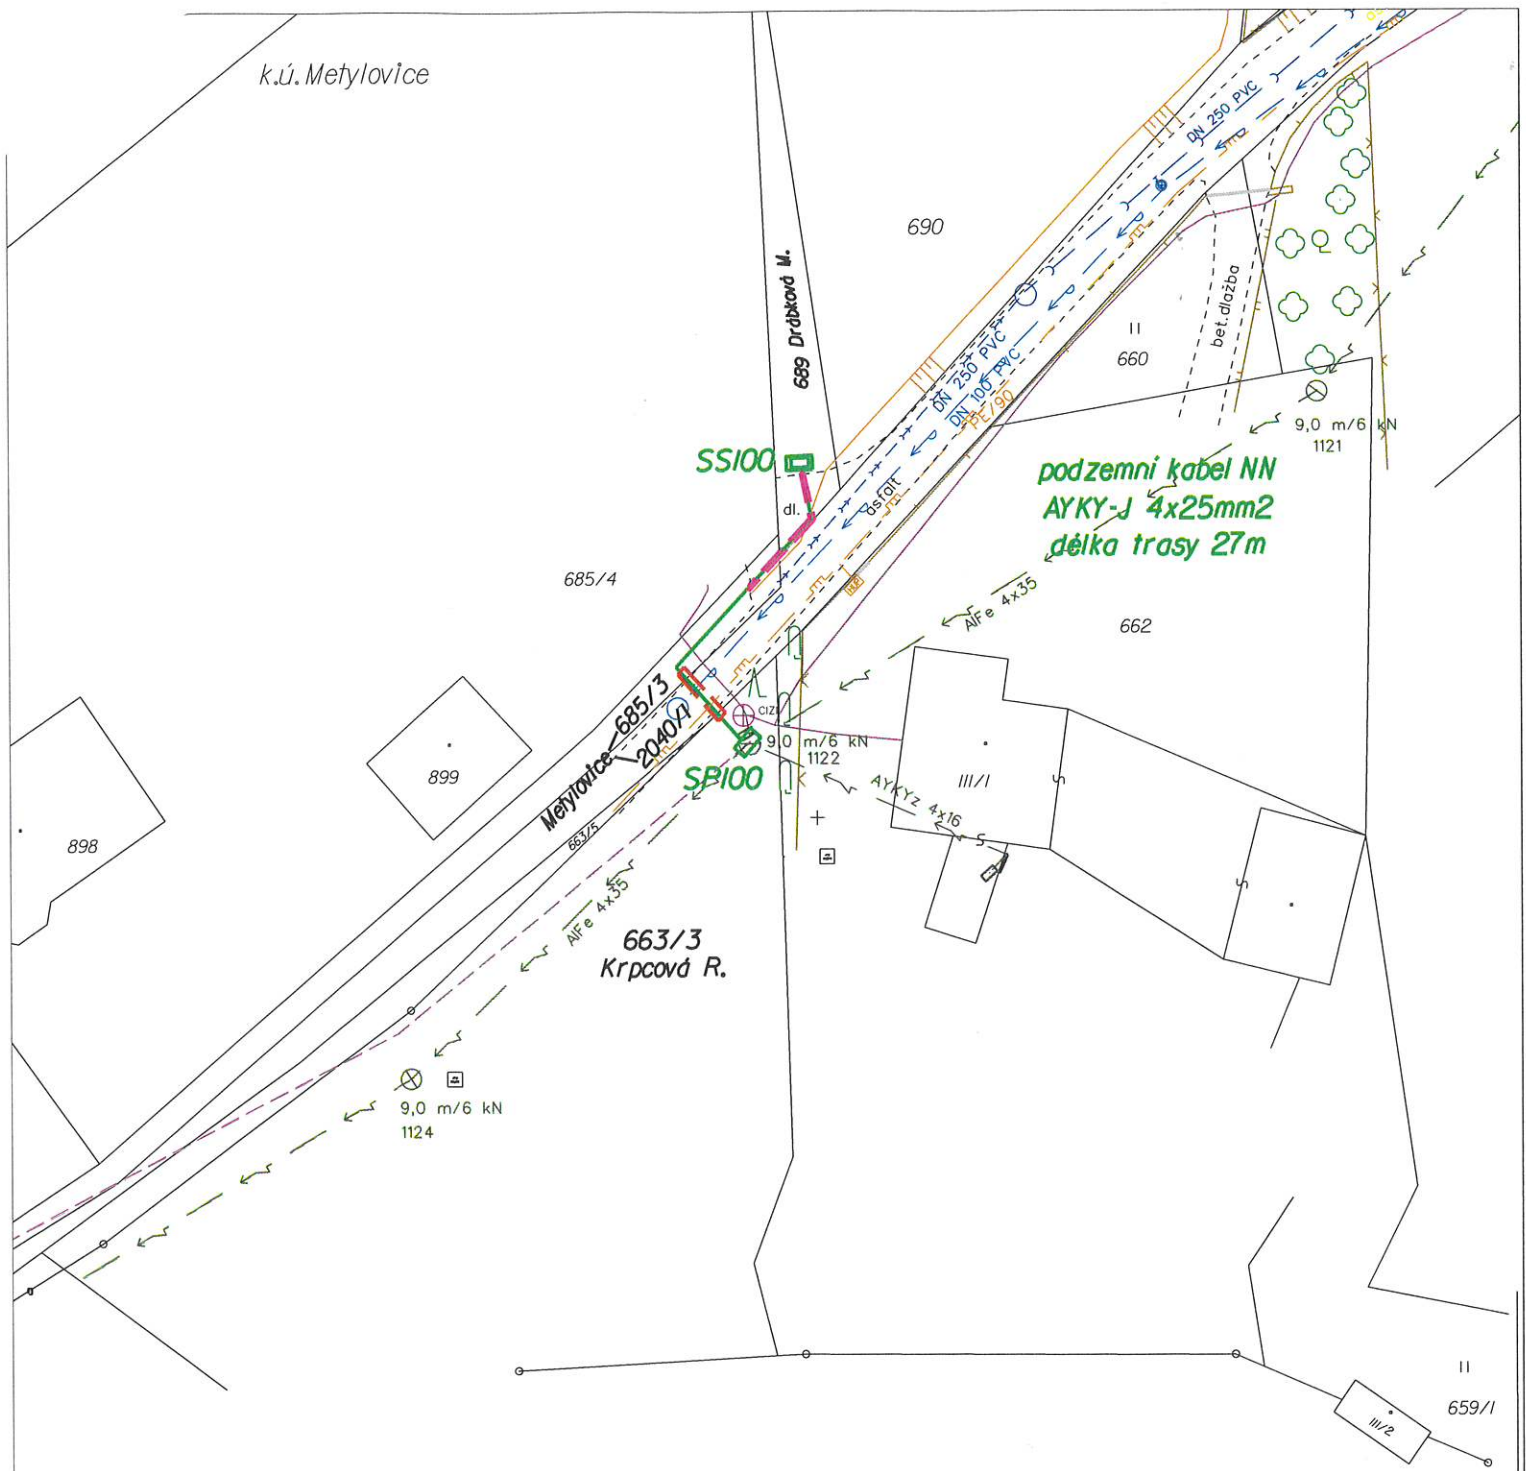 k.ú. Metylovice
DN 250 PVC
690
689 Drábková M.
bet.dlažba
II
660
DN 250 PVC
DN 100 PVC
PE/90
9,0 m/6 kN
1121
SS100
podzemní kabel NN
AYKY-J 4x25mm2
délka trasy 27m
asfalt
dl.
HUP
685/4
AlFe 4x35
662
Metylovice
685/3
2040/1
CIZI
9,0 m/6 kN
1122
SP100
AYKYz 4x16
III/1
899
898
663/5
AlFe 4x35
663/3
Krpcová R.
9,0 m/6 kN
1124
II
659/1
III/2